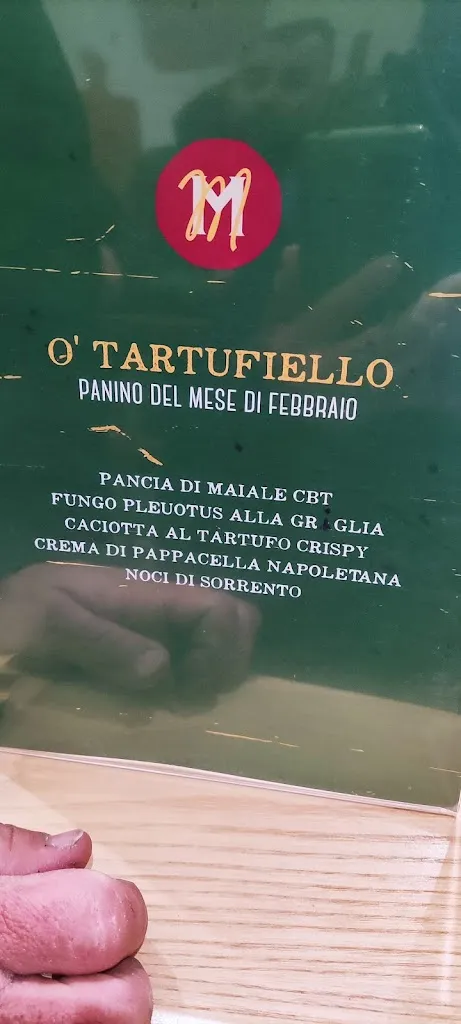 M
O' TARTUFIELLO
PANINO DEL MESE DI FEBBRAIO
PANCIA DI MAIALE CBT
FUNGO PLEUOTUS ALLA GRIGLIA
CACIOTTA AL TARTUFO CRISPY
CREMA DI PAPPACELLA NAPOLETANA
NOCI DI SORRENTO